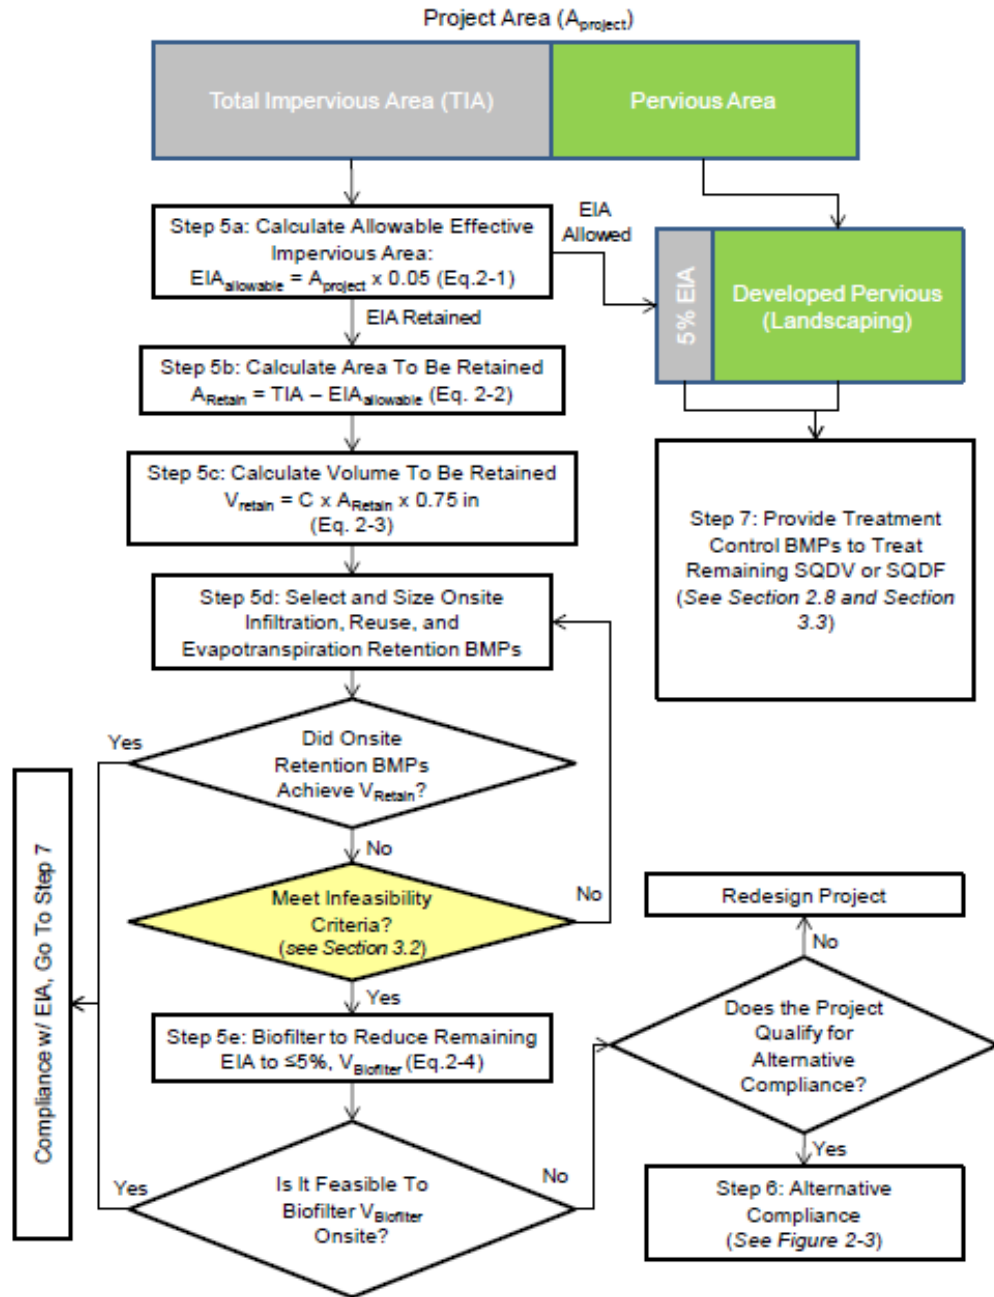 Project Area (Aproject)
Total Impervious Area (TIA)
Pervious Area
Step 5a: Calculate Allowable Effective
Impervious Area:
EIAallowable = Aproject x 0.05 (Eq.2-1)
EIA
Allowed
5% EIA
Developed Pervious
(Landscaping)
EIA Retained
Step 5b: Calculate Area To Be Retained
ARetain = TIA – EIAallowable (Eq. 2-2)
Step 5c: Calculate Volume To Be Retained
Vretain = C x ARetain x 0.75 in
(Eq. 2-3)
Step 7: Provide Treatment
Control BMPs to Treat
Remaining SQDV or SQDF
(See Section 2.8 and Section
3.3)
Step 5d: Select and Size Onsite
Infiltration, Reuse, and
Evapotranspiration Retention BMPs
Yes
Did Onsite
Retention BMPs
Achieve VRetain?
No
Compliance w/ EIA, Go To Step 7
Meet Infeasibility
Criteria?
(see Section 3.2)
No
Yes
Redesign Project
No
Step 5e: Biofilter to Reduce Remaining
EIA to ≤5%, VBiofilter (Eq.2-4)
Does the Project
Qualify for
Alternative
Compliance?
Yes
Yes
Is It Feasible To
Biofilter VBiofilter
Onsite?
No
Step 6: Alternative
Compliance
(See Figure 2-3)